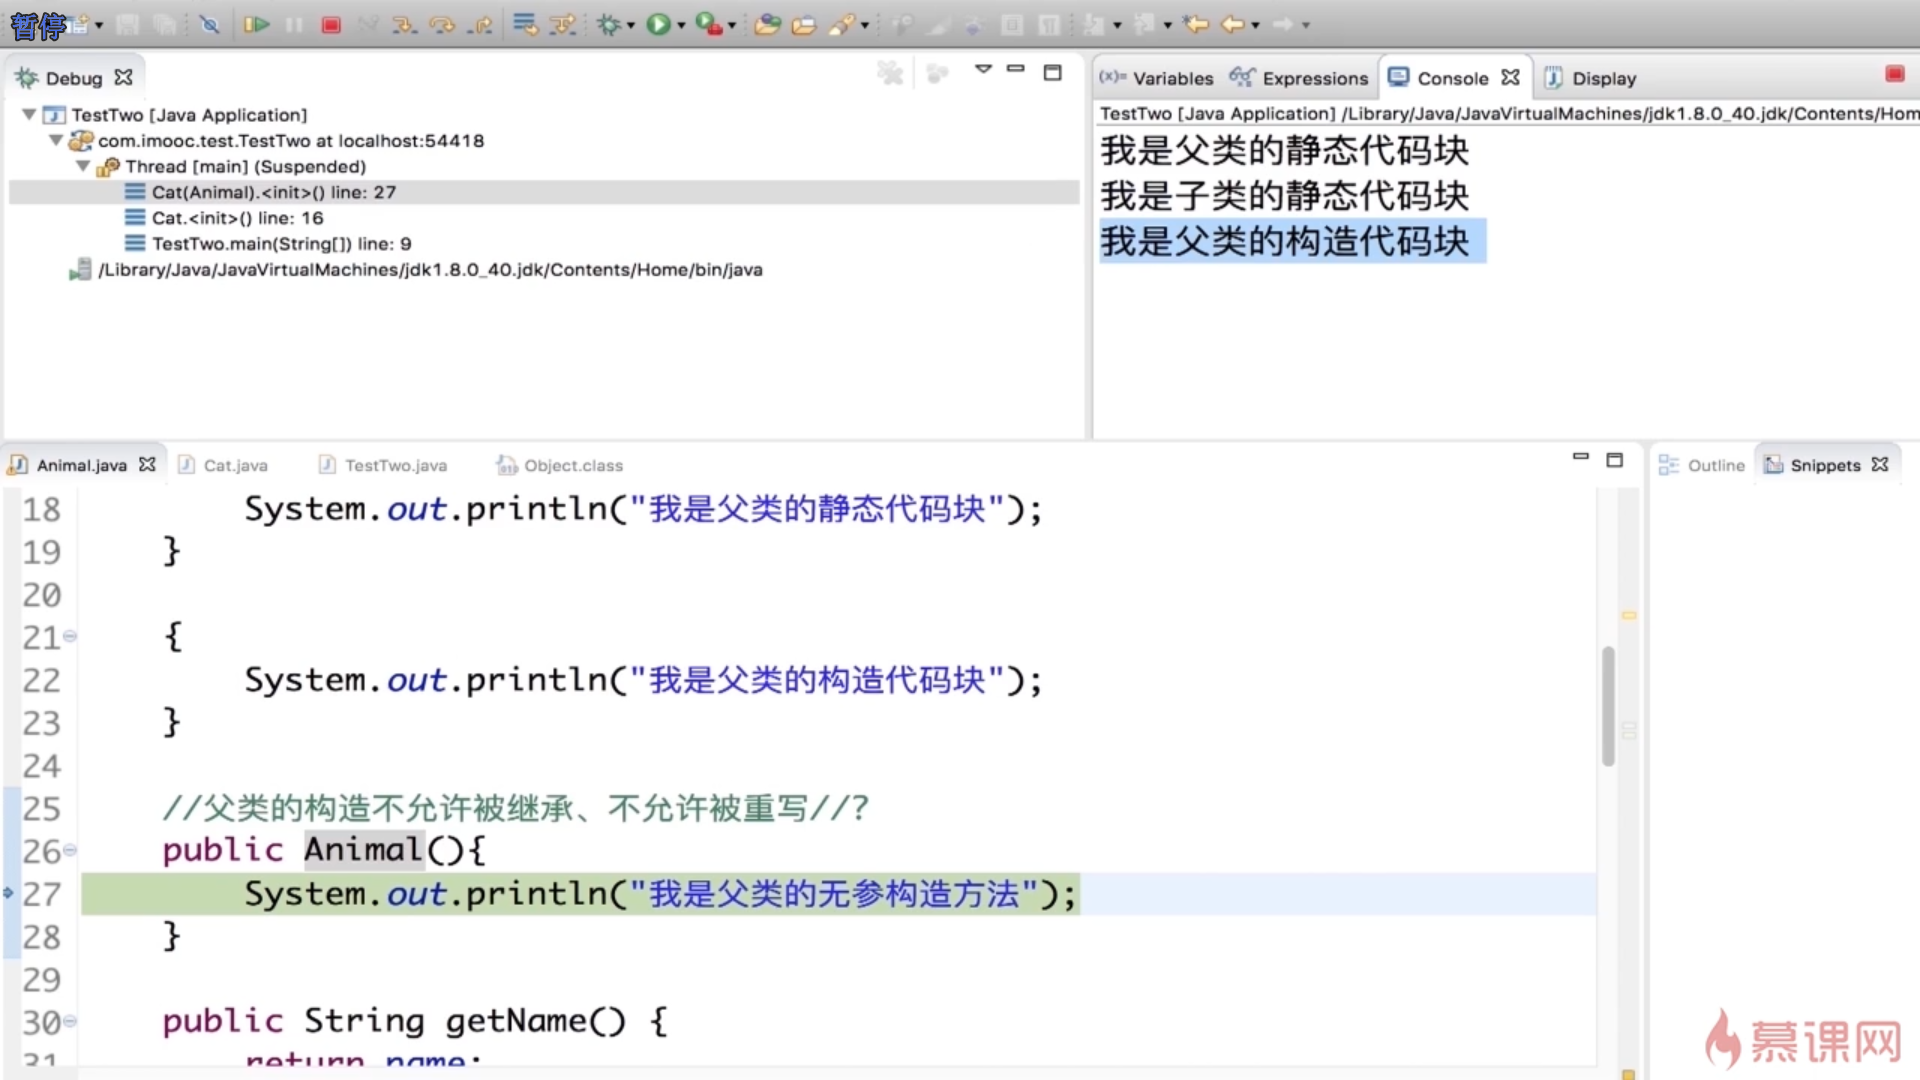 暂停
Debug
TestTwo [Java Application]
com.imooc.test.TestTwo at localhost:54418
Thread [main] (Suspended)
Cat(Animal).<init>() line: 27
Cat.<init>() line: 16
TestTwo.main(String[]) line: 9
/Library/Java/JavaVirtualMachines/jdk1.8.0_40.jdk/Contents/Home/bin/java
(x)= Variables Expressions Console Display
TestTwo [Java Application] /Library/Java/JavaVirtualMachines/jdk1.8.0_40.jdk/Contents/Hom
我是父类的静态代码块
我是子类的静态代码块
我是父类的构造代码块
Animal.java Cat.java TestTwo.java Object.class
Outline Snippets
18 System.out.println("我是父类的静态代码块");
19 }
20
21 {
22 System.out.println("我是父类的构造代码块");
23 }
24
25 //父类的构造不允许被继承、不允许被重写//?
26 public Animal(){
27 System.out.println("我是父类的无参构造方法");
28 }
29
30 public String getName() {
31 return name;
慕课网